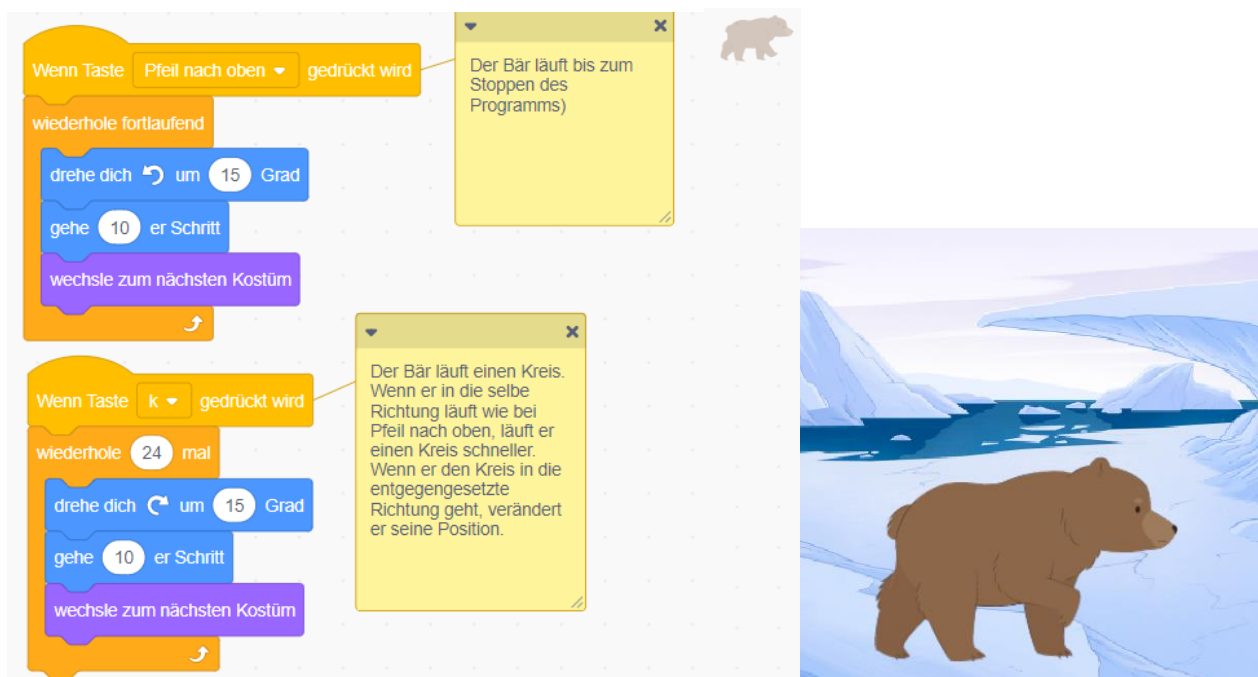 Wenn Taste Pfeil nach oben gedrückt wird
wiederhole fortlaufend
drehe dich um 15 Grad
gehe 10 er Schritt
wechsle zum nächsten Kostüm
Der Bär läuft bis zum
Stoppen des
Programms)
Wenn Taste k gedrückt wird
wiederhole 24 mal
drehe dich um 15 Grad
gehe 10 er Schritt
wechsle zum nächsten Kostüm
Der Bär läuft einen Kreis.
Wenn er in die selbe
Richtung läuft wie bei
Pfeil nach oben, läuft er
einen Kreis schneller.
Wenn er den Kreis in die
entgegengesetzte
Richtung geht, verändert
er seine Position.